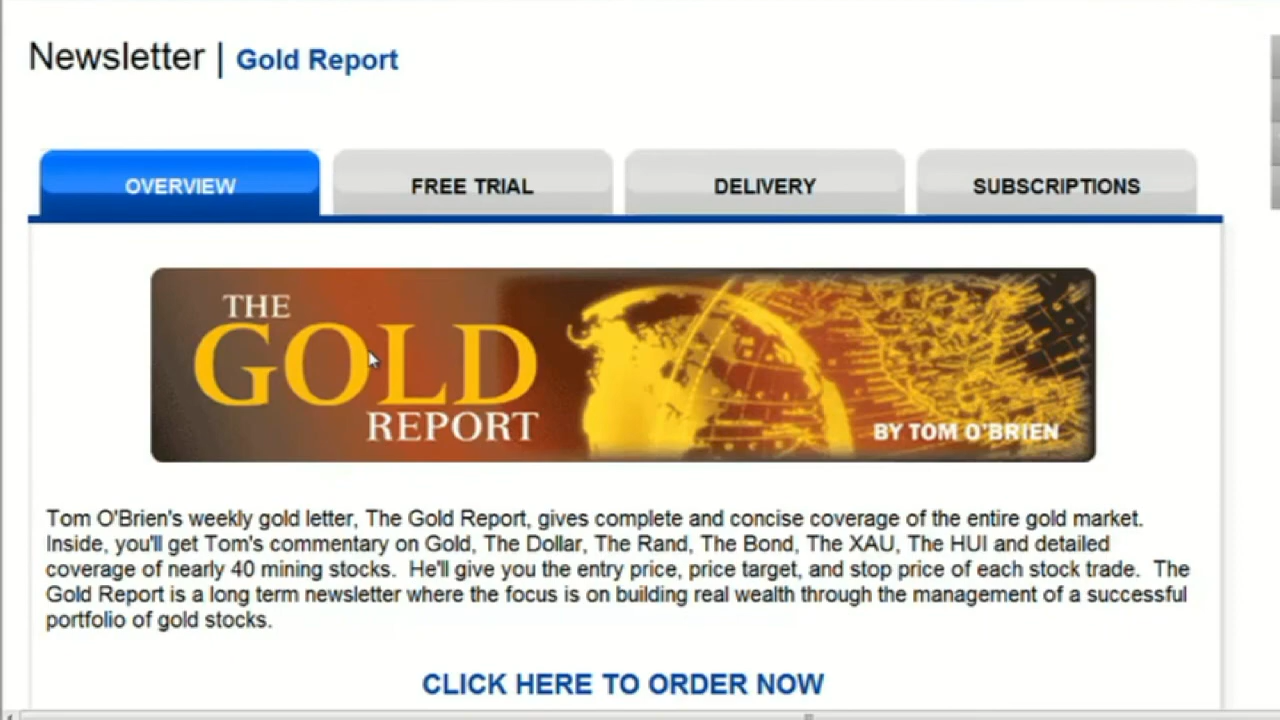 Newsletter | Gold Report
OVERVIEW
FREE TRIAL
DELIVERY
SUBSCRIPTIONS
THE
GOLD
REPORT
BY TOM O'BRIEN
Tom O'Brien's weekly gold letter, The Gold Report, gives complete and concise coverage of the entire gold market.
Inside, you'll get Tom's commentary on Gold, The Dollar, The Rand, The Bond, The XAU, The HUI and detailed
coverage of nearly 40 mining stocks.  He'll give you the entry price, price target, and stop price of each stock trade.  The
Gold Report is a long term newsletter where the focus is on building real wealth through the management of a successful
portfolio of gold stocks.
CLICK HERE TO ORDER NOW